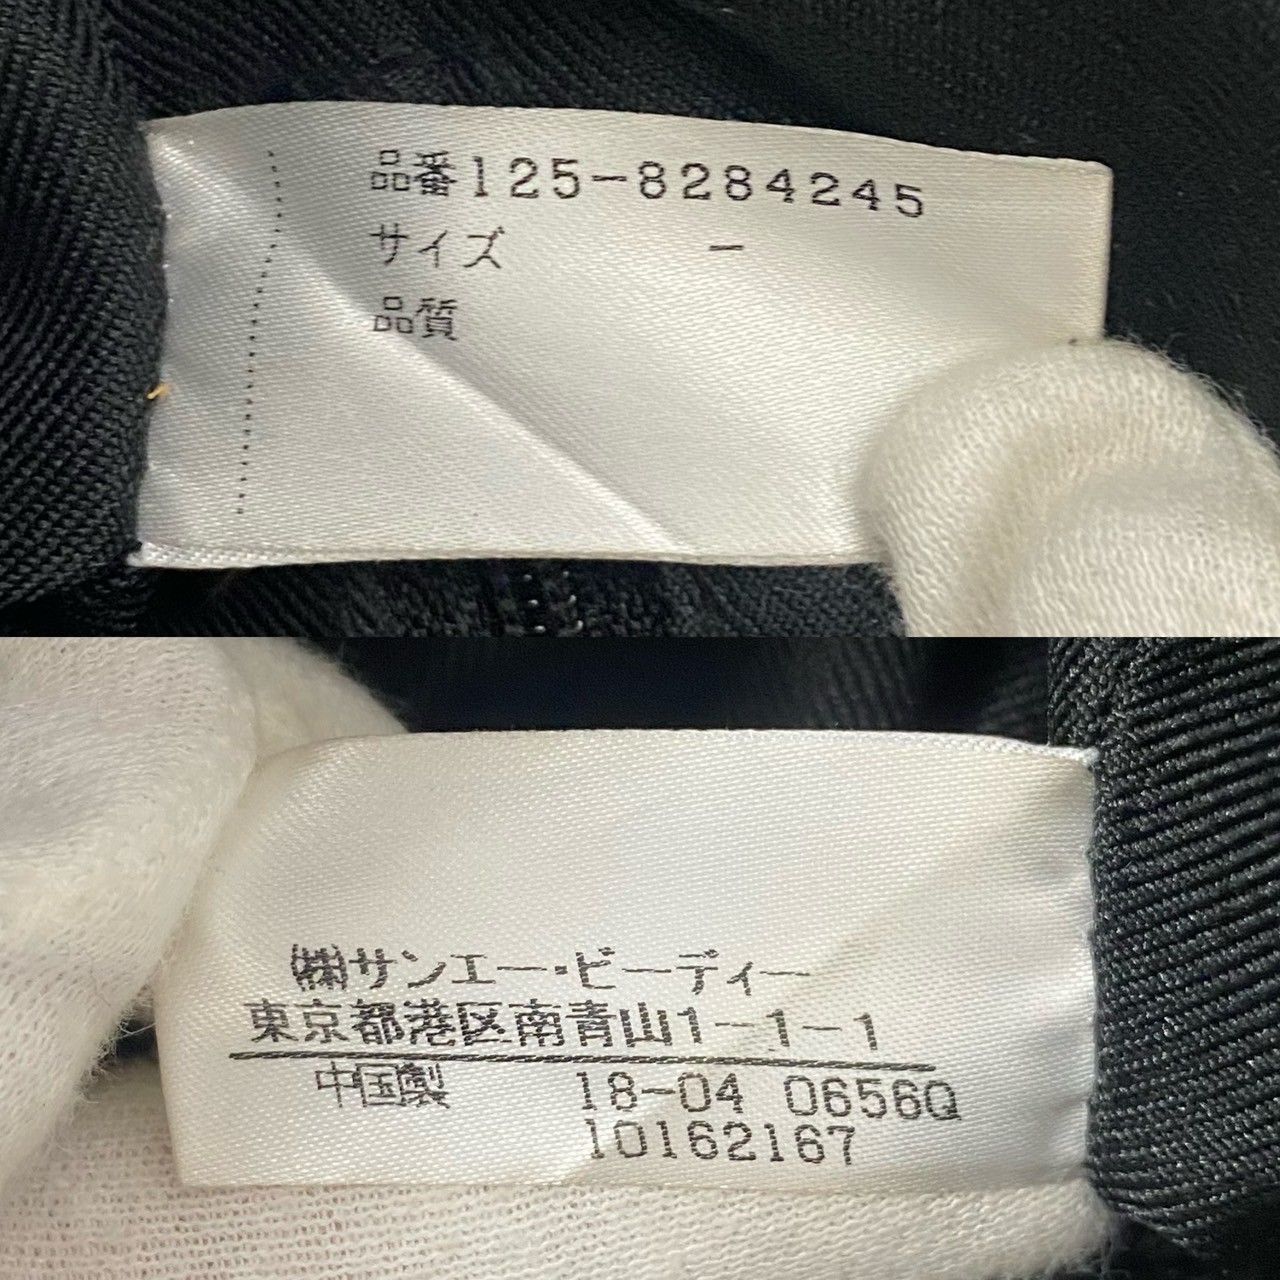 品番125-8284245
サイズ －
品質
㈱サンエー・ビーディー
東京都港区南青山1-1-1
中国製 18-04 0656Q
10162167